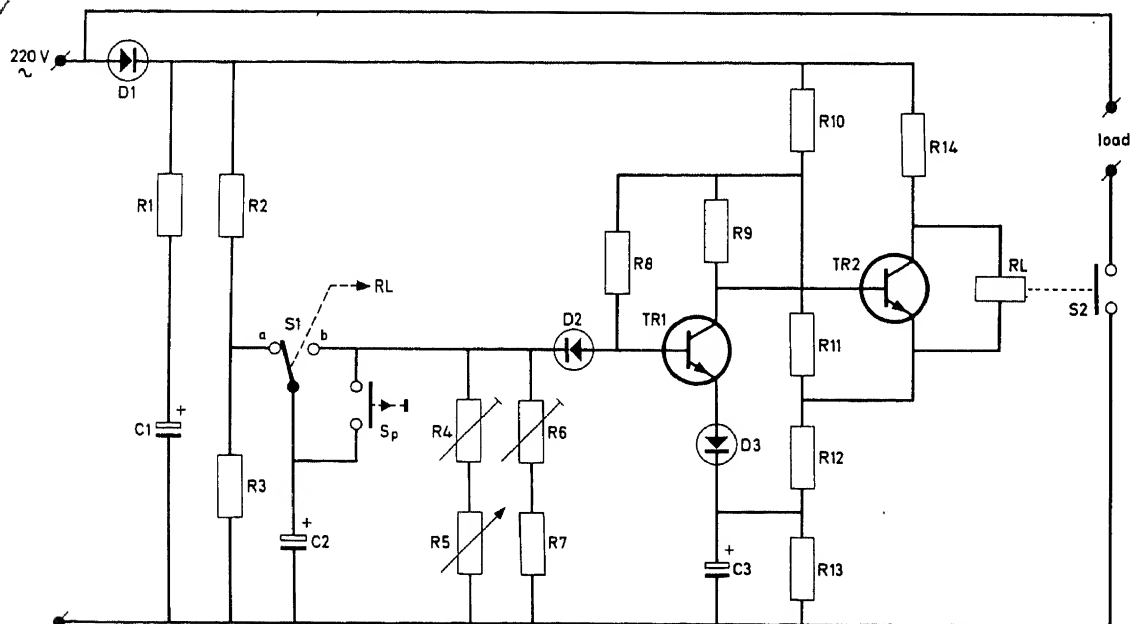 220 V
~
D1
R1
R2
R3
C1
+
a
S1
b
RL
Sp
+
C2
R4
R5
R6
R7
D2
R8
R9
TR1
D3
+
C3
R10
R11
R12
R13
R14
TR2
RL
S2
load